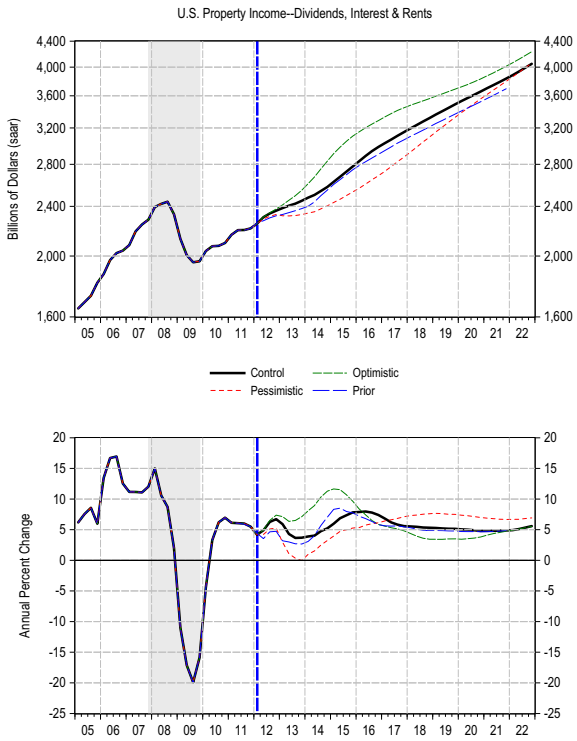 U.S. Property Income--Dividends, Interest & Rents
4,400 4,400
4,000 4,000
3,600 3,600
3,200 3,200
2,800 2,800
2,400 2,400
2,000 2,000
1,600 1,600
Billions of Dollars (saar)
05 06 07 08 09 10 11 12 13 14 15 16 17 18 19 20 21 22
Control Optimistic
Pessimistic Prior
20 20
15 15
10 10
5 5
0 0
-5 -5
-10 -10
-15 -15
-20 -20
-25 -25
Annual Percent Change
05 06 07 08 09 10 11 12 13 14 15 16 17 18 19 20 21 22